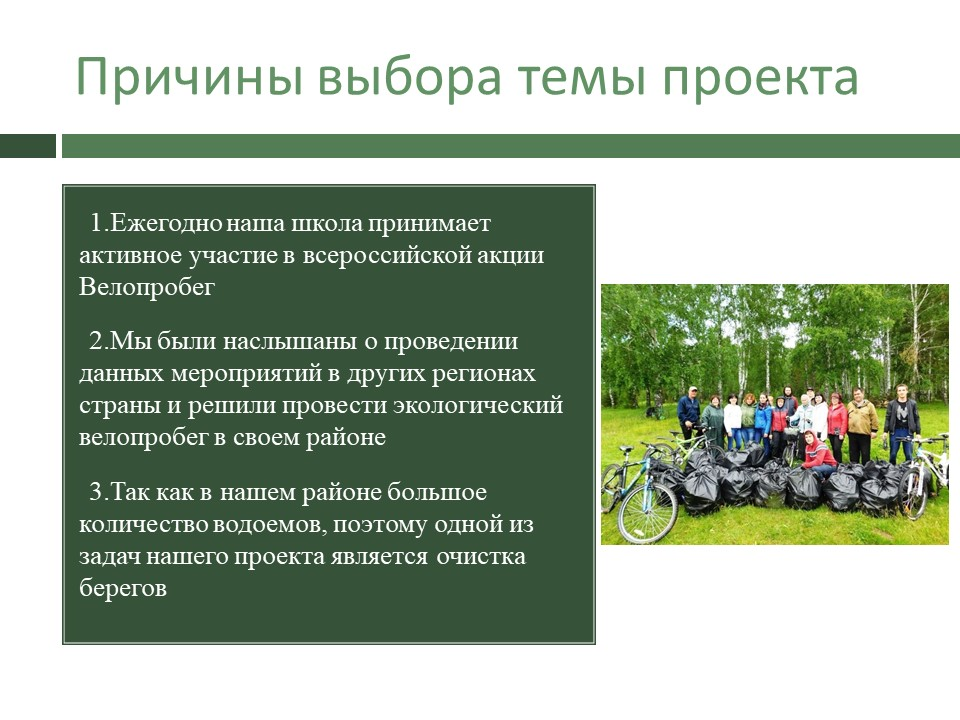 Причины выбора темы проекта
1.Ежегодно наша школа принимает
активное участие в всероссийской акции
Велопробег
2.Мы были наслышаны о проведении
данных мероприятий в других регионах
страны и решили провести экологический
велопробег в своем районе
3.Так как в нашем районе большое
количество водоемов, поэтому одной из
задач нашего проекта является очистка
берегов